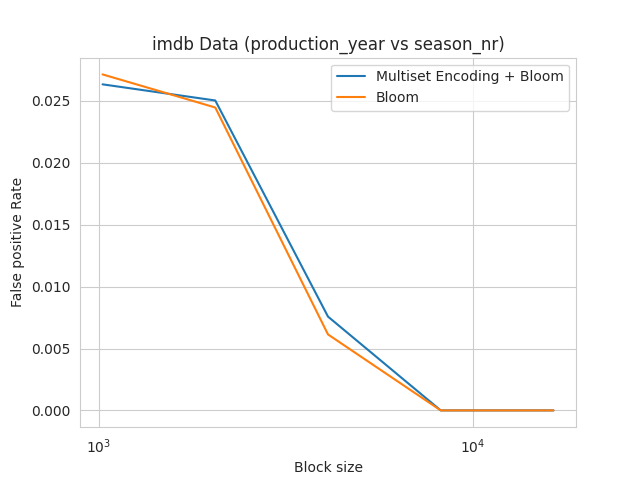 imdb Data (production_year vs season_nr)
Multiset Encoding + Bloom
Bloom
False positive Rate
0.025
0.020
0.015
0.010
0.005
0.000
10³
10⁴
Block size